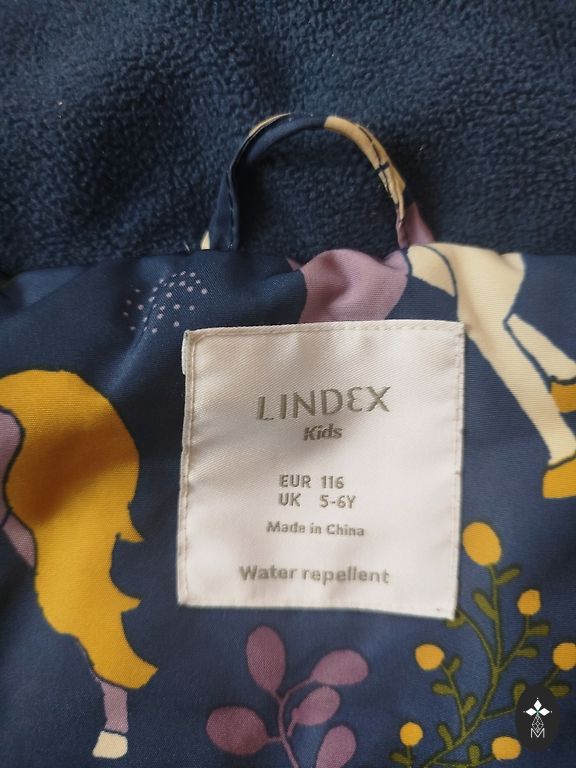 LINDEX
Kids
EUR 116
UK 5-6Y
Made in China
Water repellent